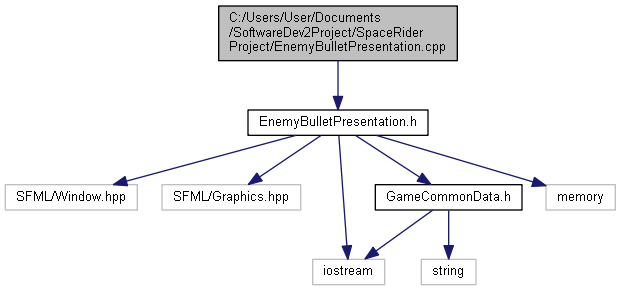 C:/Users/User/Documents
/SoftwareDev2Project/SpaceRider
Project/EnemyBulletPresentation.cpp
EnemyBulletPresentation.h
SFML/Window.hpp
SFML/Graphics.hpp
GameCommonData.h
memory
iostream
string